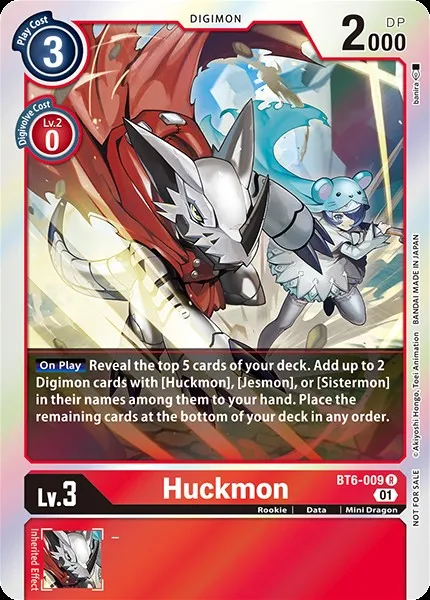 DIGIMON
Play Cost
3
2000
DP
Digivolve Cost
Lv.2
0
banira
On Play Reveal the top 5 cards of your deck. Add up to 2
Digimon cards with [Huckmon], [Jesmon], or [Sistermon]
in their names among them to your hand. Place the
remaining cards at the bottom of your deck in any order.
©Akiyoshi Hongo, Toei Animation BANDAI MADE IN JAPAN
NOT FOR SALE
Lv.3
Huckmon
BT6-009 R
01
Rookie | Data | Mini Dragon
Inherited Effect
-